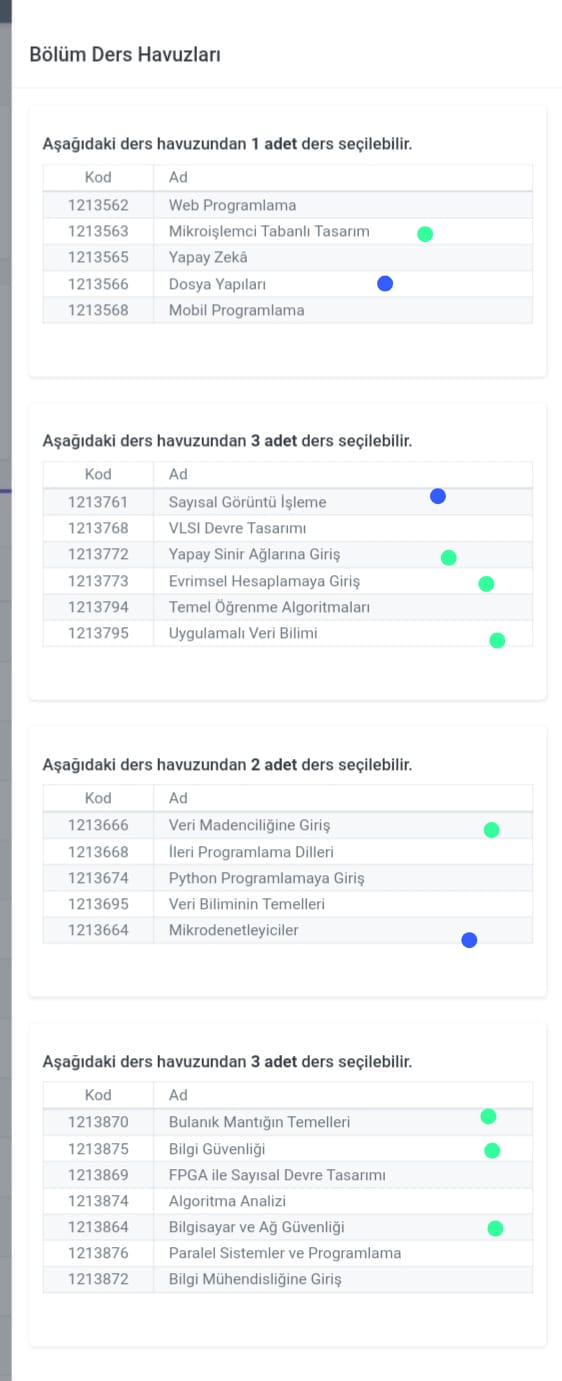 Bölüm Ders Havuzları
Aşağıdaki ders havuzundan 1 adet ders seçilebilir.
Kod Ad
1213562 Web Programlama
1213563 Mikroişlemci Tabanlı Tasarım
1213565 Yapay Zekâ
1213566 Dosya Yapıları
1213568 Mobil Programlama
Aşağıdaki ders havuzundan 3 adet ders seçilebilir.
Kod Ad
1213761 Sayısal Görüntü İşleme
1213768 VLSI Devre Tasarımı
1213772 Yapay Sinir Ağlarına Giriş
1213773 Evrimsel Hesaplamaya Giriş
1213794 Temel Öğrenme Algoritmaları
1213795 Uygulamalı Veri Bilimi
Aşağıdaki ders havuzundan 2 adet ders seçilebilir.
Kod Ad
1213666 Veri Madenciliğine Giriş
1213668 İleri Programlama Dilleri
1213674 Python Programlamaya Giriş
1213695 Veri Biliminin Temelleri
1213664 Mikrodenetleyiciler
Aşağıdaki ders havuzundan 3 adet ders seçilebilir.
Kod Ad
1213870 Bulanık Mantığın Temelleri
1213875 Bilgi Güvenliği
1213869 FPGA ile Sayısal Devre Tasarımı
1213874 Algoritma Analizi
1213864 Bilgisayar ve Ağ Güvenliği
1213876 Paralel Sistemler ve Programlama
1213872 Bilgi Mühendisliğine Giriş